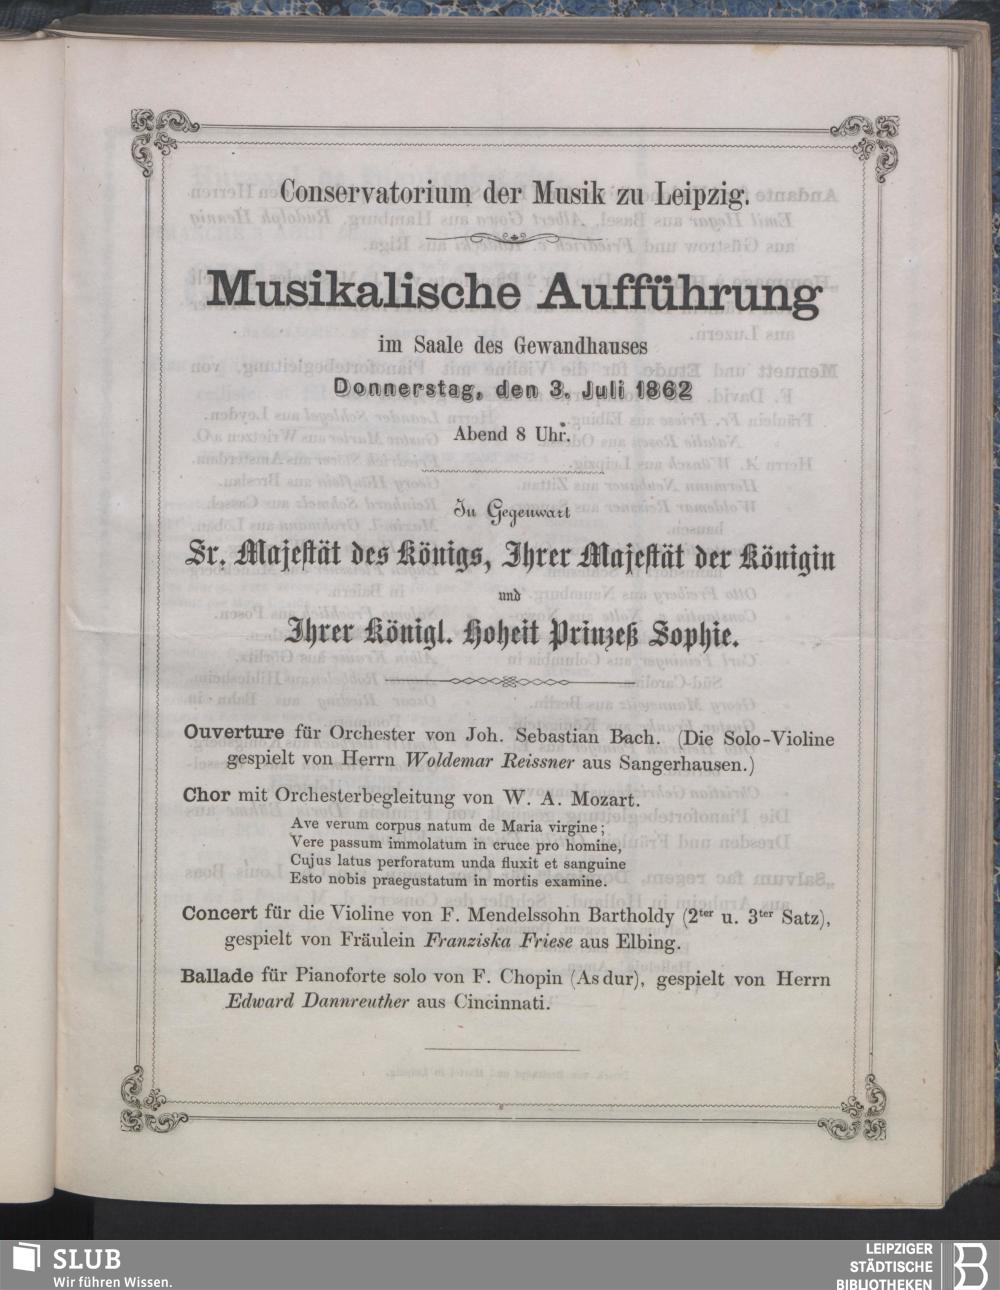 Conservatorium der Musik zu Leipzig.
Musikalische Aufführung
im Saale des Gewandhauses
Donnerstag, den 3. Juli 1862
Abend 8 Uhr.
In Gegenwart
Sr. Majestät des Königs, Ihrer Majestät der Königin
und
Ihrer Königl. Hoheit Prinzeß Sophie.
Ouverture für Orchester von Joh. Sebastian Bach. (Die Solo-Violine
gespielt von Herrn Woldemar Reissner aus Sangerhausen.)
Chor mit Orchesterbegleitung von W. A. Mozart.
Ave verum corpus natum de Maria virgine;
Vere passum immolatum in cruce pro homine,
Cujus latus perforatum unda fluxit et sanguine
Esto nobis praegustatum in mortis examine.
Concert für die Violine von F. Mendelssohn Bartholdy (2ter u. 3ter Satz),
gespielt von Fräulein Franziska Friese aus Elbing.
Ballade für Pianoforte solo von F. Chopin (As dur), gespielt von Herrn
Edward Dannreuther aus Cincinnati.
SLUB
Wir führen Wissen.
LEIPZIGER
STÄDTISCHE
BIBLIOTHEKEN